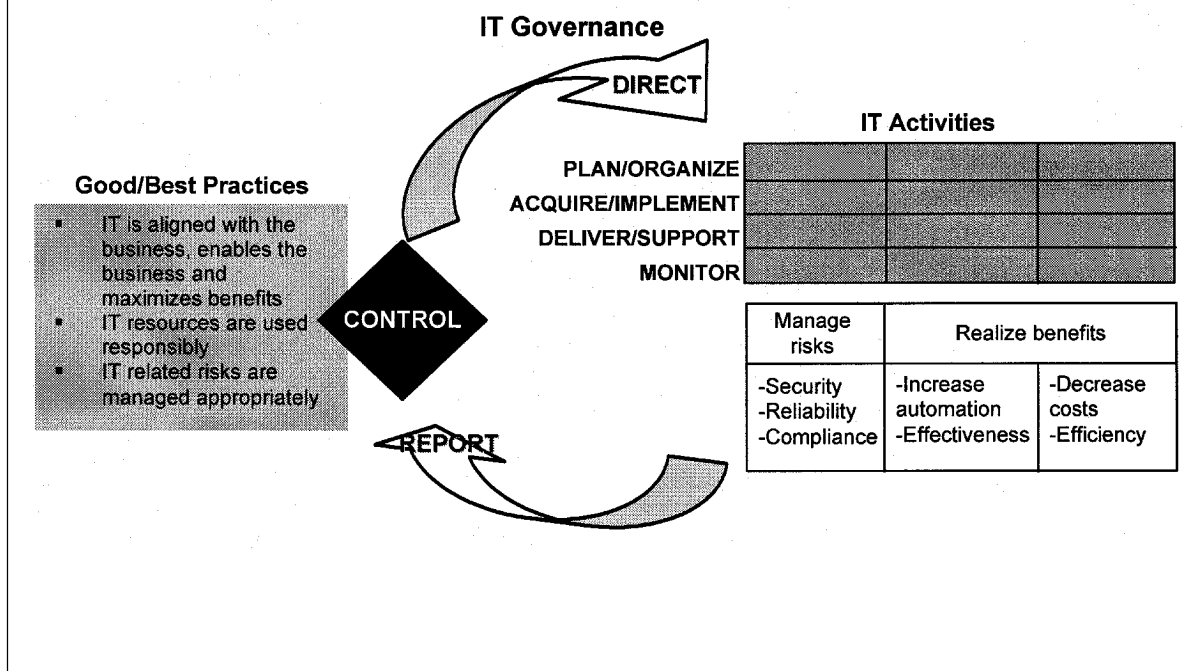 IT Governance
DIRECT
IT Activities
PLAN/ORGANIZE
ACQUIRE/IMPLEMENT
DELIVER/SUPPORT
MONITOR
Good/Best Practices
▪ IT is aligned with the
business, enables the
business and
maximizes benefits
▪ IT resources are used
responsibly
▪ IT related risks are
managed appropriately
CONTROL
REPORT
Manage
risks
Realize benefits
-Security
-Reliability
-Compliance
-Increase
automation
-Effectiveness
-Decrease
costs
-Efficiency